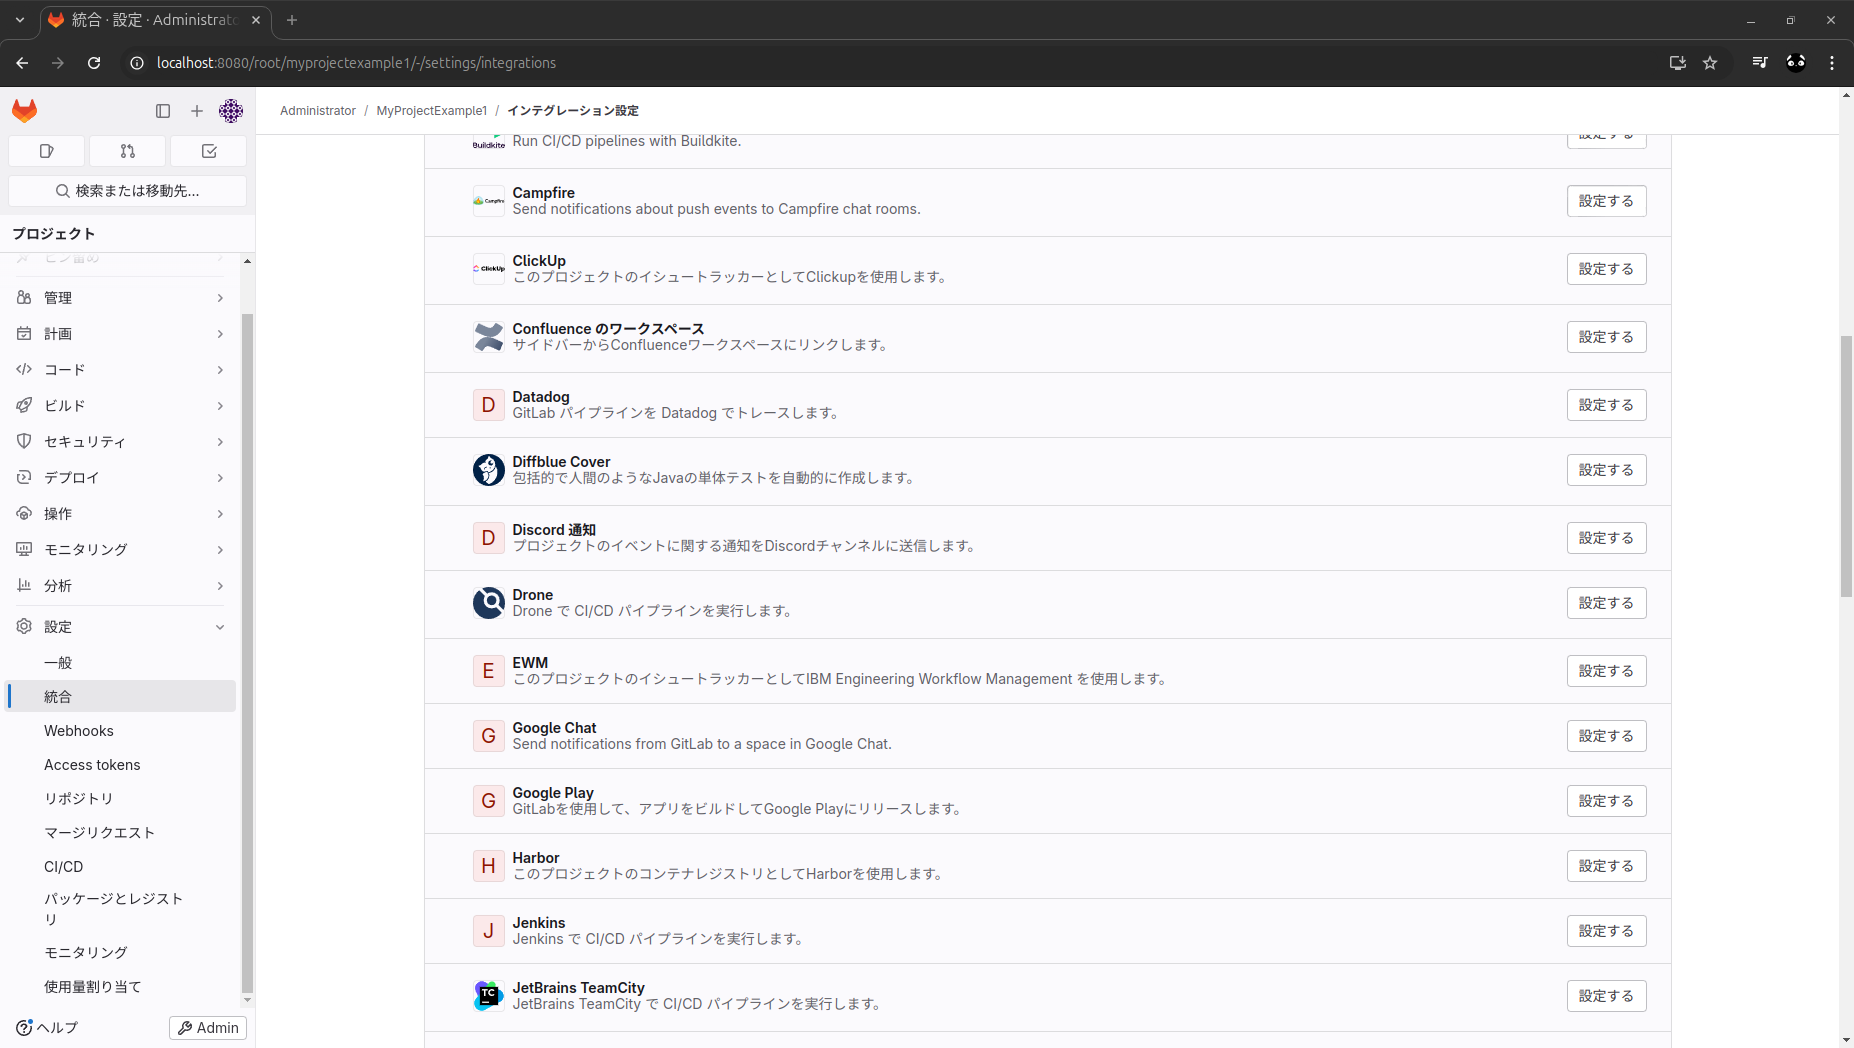 統合 · 設定 · Administrato
localhost:8080/root/myprojectexample1/-/settings/integrations
Administrator / MyProjectExample1 / インテグレーション設定
検索または移動先...
プロジェクト
ピン留め
管理
計画
コード
ビルド
セキュリティ
デプロイ
操作
モニタリング
分析
設定
一般
統合
Webhooks
Access tokens
リポジトリ
マージリクエスト
CI/CD
パッケージとレジスト
リ
モニタリング
使用量割り当て
ヘルプ
Admin
Buildkite
Run CI/CD pipelines with Buildkite.
設定する
Campfire
Campfire
Send notifications about push events to Campfire chat rooms.
設定する
ClickUp
ClickUp
このプロジェクトのイシュートラッカーとしてClickupを使用します。
設定する
Confluence のワークスペース
サイドバーからConfluenceワークスペースにリンクします。
設定する
D
Datadog
GitLab パイプラインを Datadog でトレースします。
設定する
Diffblue Cover
包括的で人間のようなJavaの単体テストを自動的に作成します。
設定する
D
Discord 通知
プロジェクトのイベントに関する通知をDiscordチャンネルに送信します。
設定する
Drone
Drone で CI/CD パイプラインを実行します。
設定する
E
EWM
このプロジェクトのイシュートラッカーとしてIBM Engineering Workflow Management を使用します。
設定する
G
Google Chat
Send notifications from GitLab to a space in Google Chat.
設定する
G
Google Play
GitLabを使用して、アプリをビルドしてGoogle Playにリリースします。
設定する
H
Harbor
このプロジェクトのコンテナレジストリとしてHarborを使用します。
設定する
J
Jenkins
Jenkins で CI/CD パイプラインを実行します。
設定する
TC
JetBrains TeamCity
JetBrains TeamCity で CI/CD パイプラインを実行します。
設定する